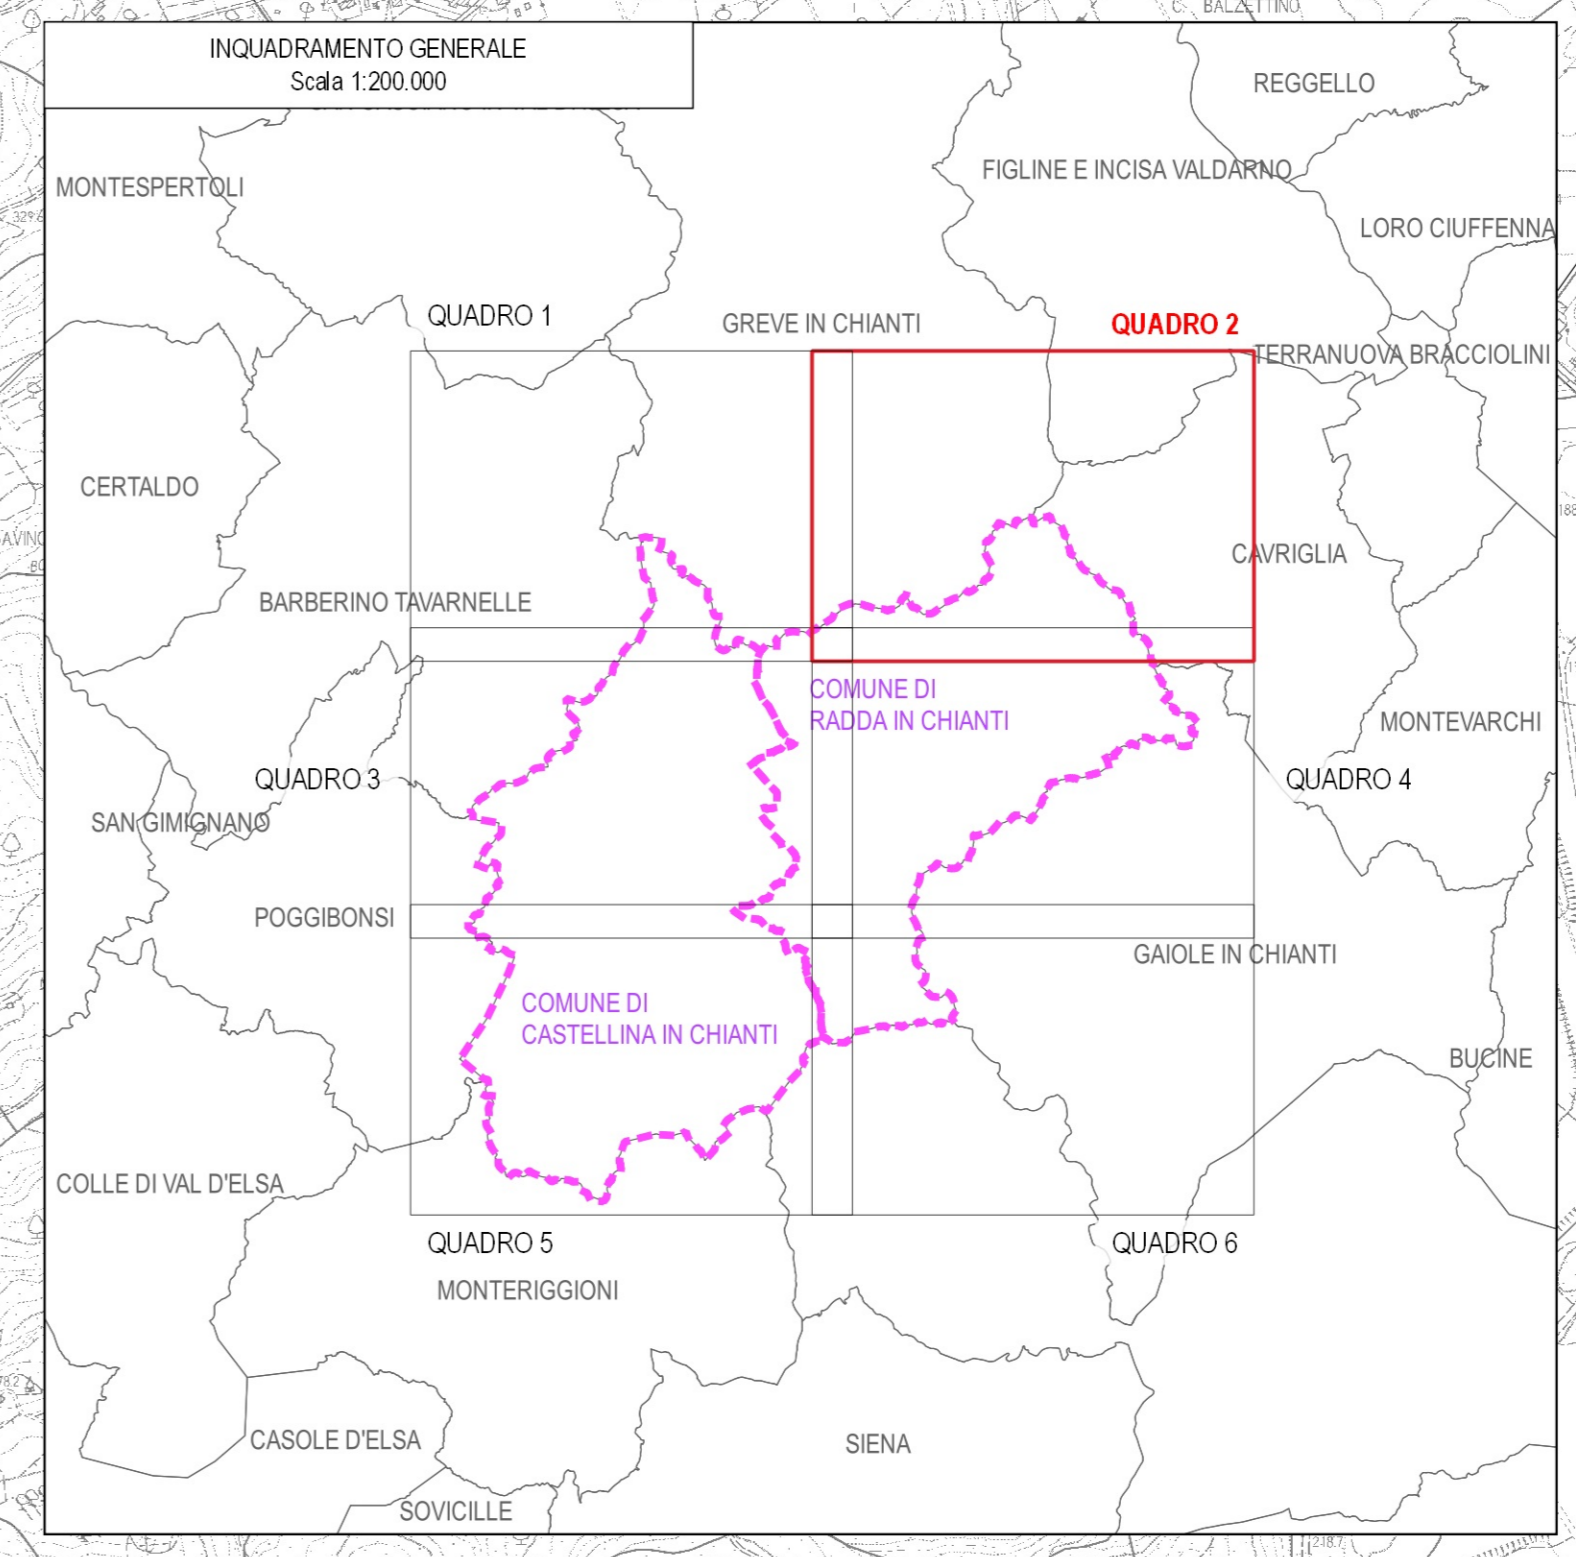 C. BALZETTINO
INQUADRAMENTO GENERALE
Scala 1:200.000
REGGELLO
FIGLINE E INCISA VALDARNO
MONTESPERTOLI
LORO CIUFFENNA
QUADRO 1
GREVE IN CHIANTI
QUADRO 2
TERRANUOVA BRACCIOLINI
CERTALDO
CAVRIGLIA
BARBERINO TAVARNELLE
COMUNE DI
RADDA IN CHIANTI
MONTEVARCHI
QUADRO 3
QUADRO 4
SAN GIMIGNANO
POGGIBONSI
GAIOLE IN CHIANTI
COMUNE DI
CASTELLINA IN CHIANTI
BUCINE
COLLE DI VAL D'ELSA
QUADRO 5
QUADRO 6
MONTERIGGIONI
CASOLE D'ELSA
SIENA
SOVICILLE
218.7